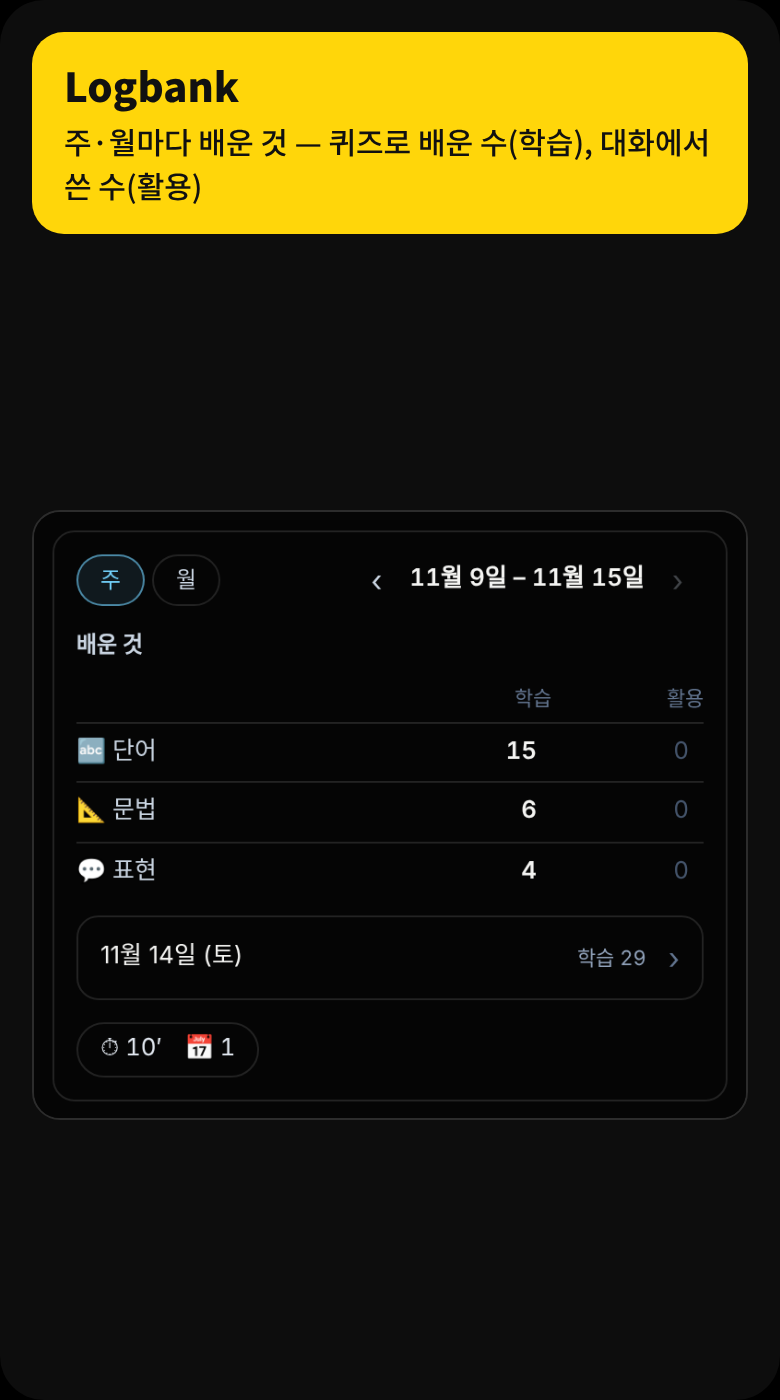 Logbank
주·월마다 배운 것 — 퀴즈로 배운 수(학습), 대화에서
쓴 수(활용)
주 월 ‹ 11월 9일 – 11월 15일 ›
배운 것
학습 활용
🔤 단어 15 0
📐 문법 6 0
💬 표현 4 0
11월 14일 (토) 학습 29 ›
⏱ 10′ 📅 1